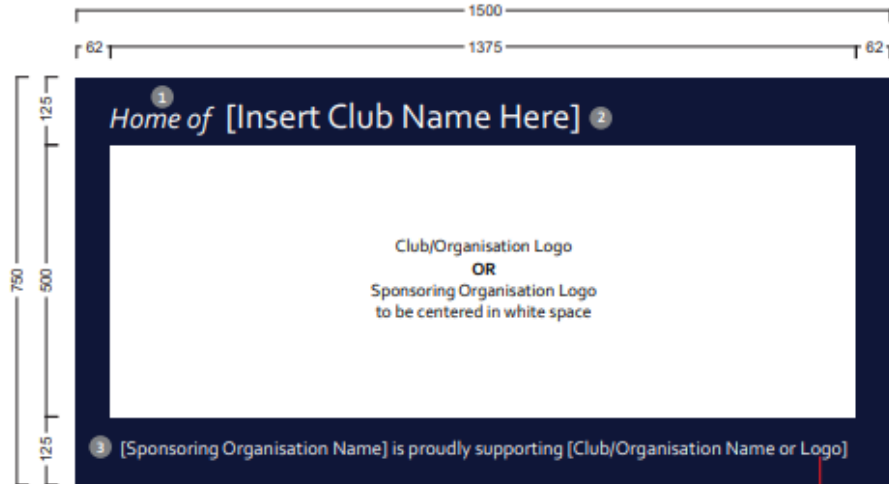 1500
62 1375 62
125
1
Home of [Insert Club Name Here] 2
750
500
Club/Organisation Logo
OR
Sponsoring Organisation Logo
to be centered in white space
125
3 [Sponsoring Organisation Name] is proudly supporting [Club/Organisation Name or Logo]